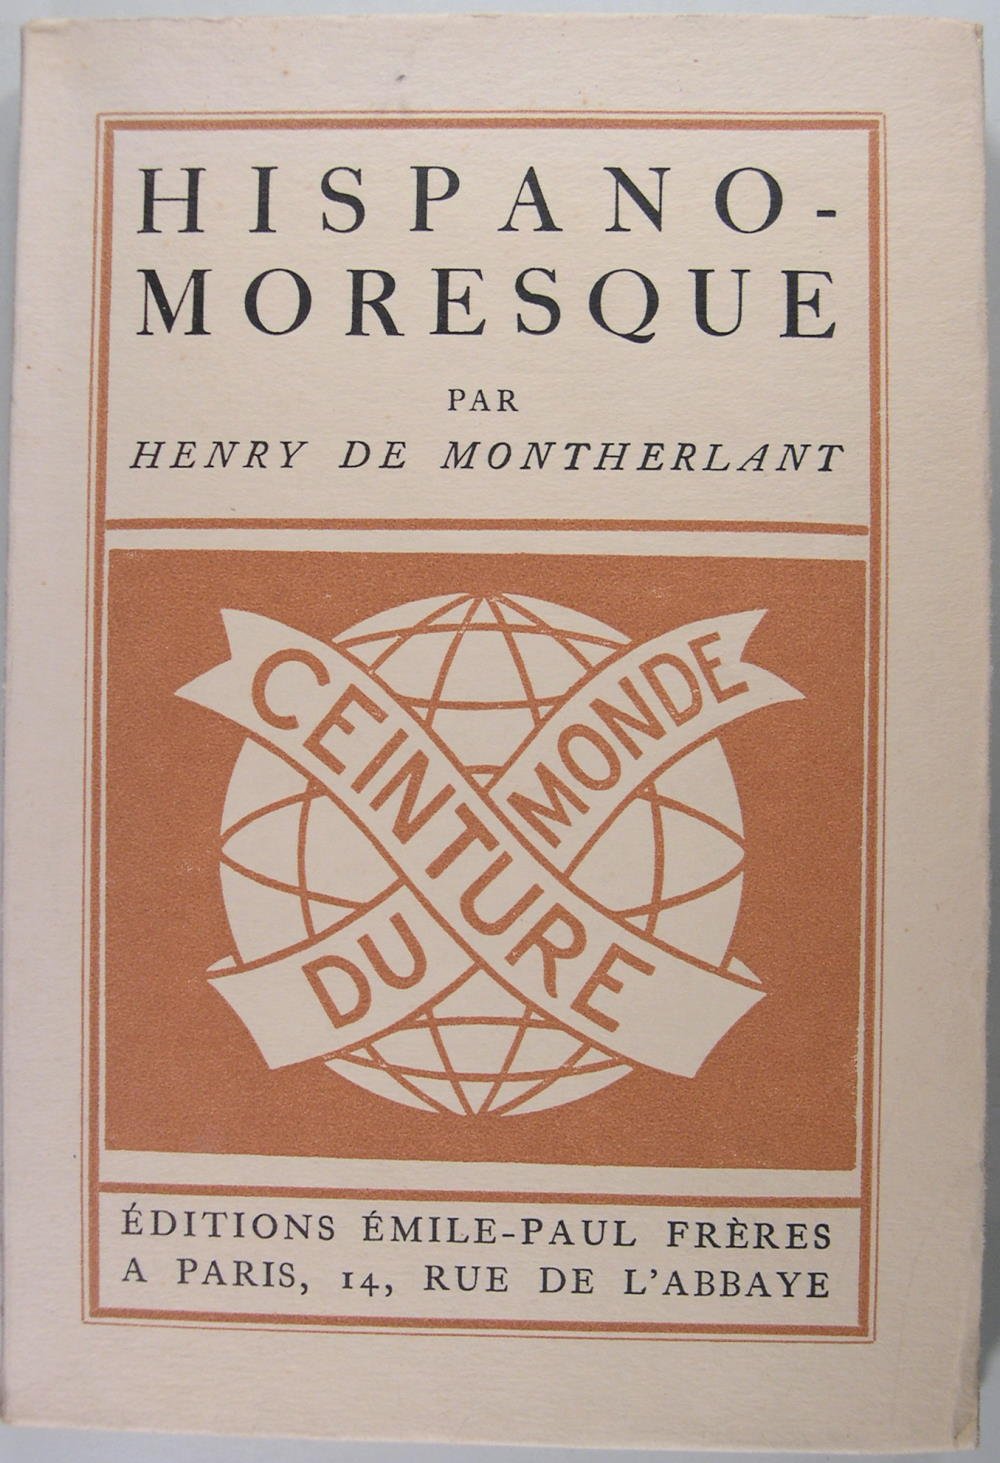 HISPANO-
MORESQUE
PAR
HENRY DE MONTHERLANT
CEINTURE
DU
MONDE
ÉDITIONS ÉMILE-PAUL FRÈRES
A PARIS, 14, RUE DE L'ABBAYE